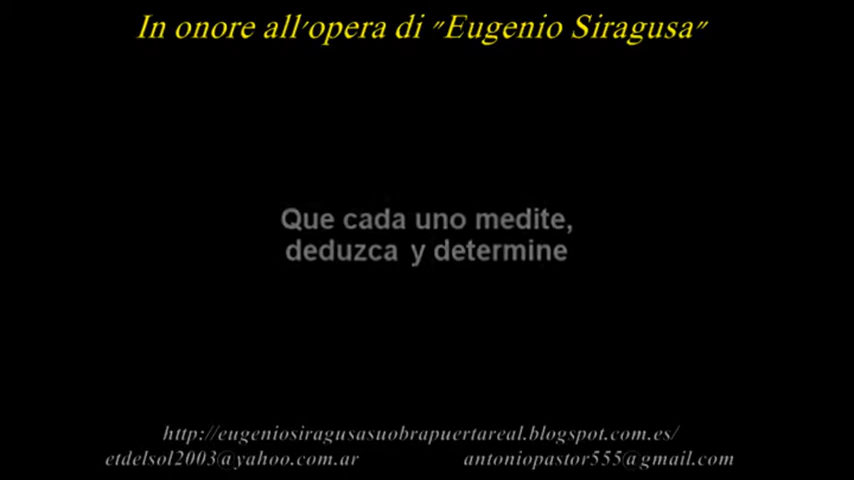 In onore all'opera di "Eugenio Siragusa"
Que cada uno medite,
deduzca y determine
http://eugeniosiragusasuobrapuertareal.blogspot.com.es/
etdelsol2003@yahoo.com.ar antoniopastor555@gmail.com